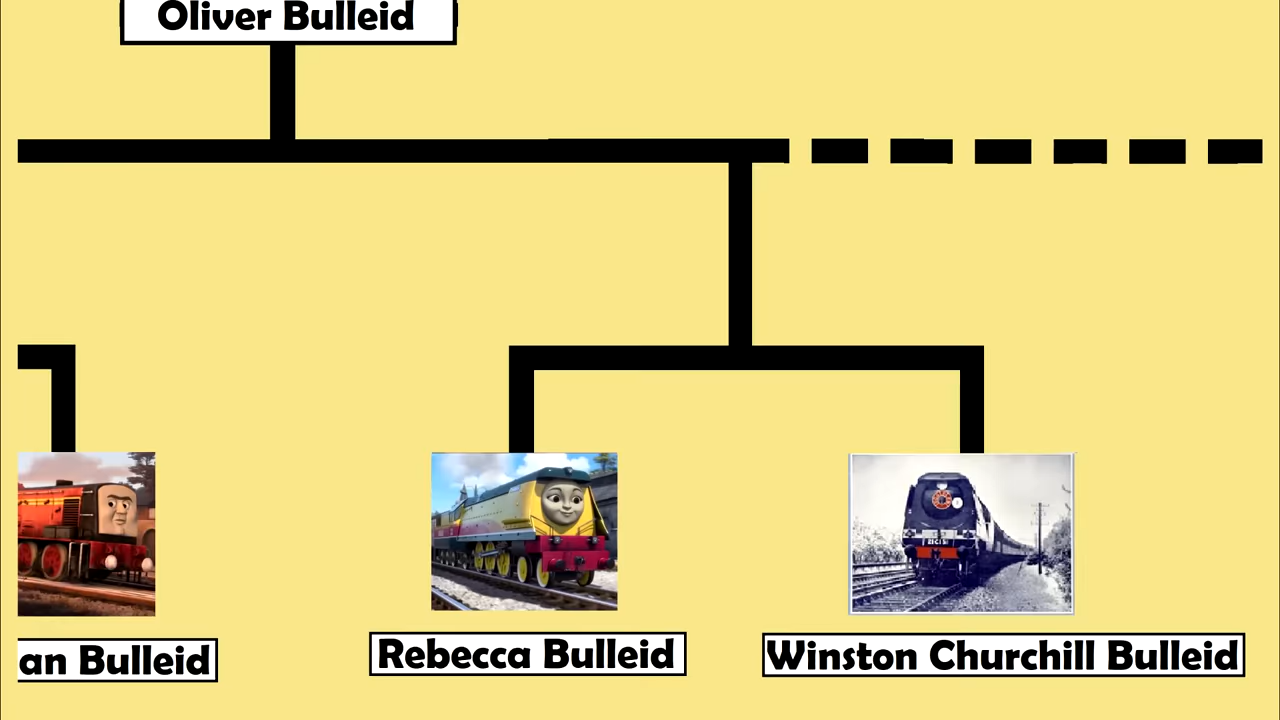 Oliver Bulleid
an Bulleid
Rebecca Bulleid
Winston Churchill Bulleid